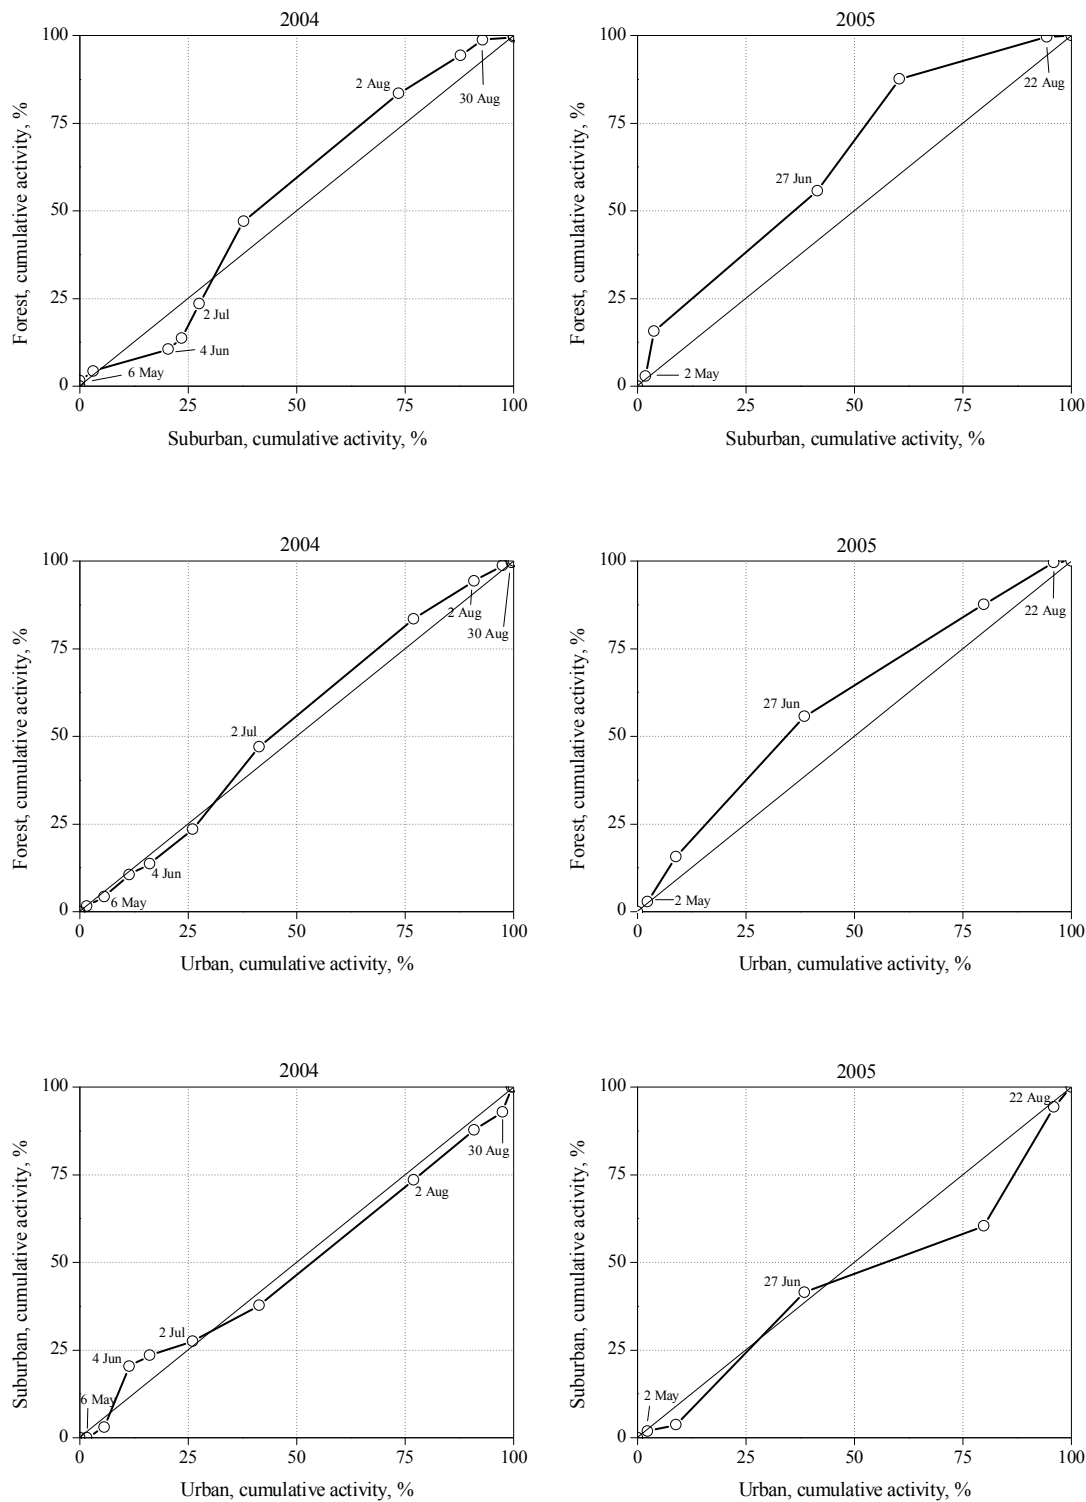 2004
100
75
50
25
0
Forest, cumulative activity, %
2 Aug
30 Aug
2 Jul
4 Jun
6 May
0 25 50 75 100
Suburban, cumulative activity, %
2005
100
75
50
25
0
Forest, cumulative activity, %
22 Aug
27 Jun
2 May
0 25 50 75 100
Suburban, cumulative activity, %
2004
100
75
50
25
0
Forest, cumulative activity, %
2 Aug
30 Aug
2 Jul
4 Jun
6 May
0 25 50 75 100
Urban, cumulative activity, %
2005
100
75
50
25
0
Forest, cumulative activity, %
22 Aug
27 Jun
2 May
0 25 50 75 100
Urban, cumulative activity, %
2004
100
75
50
25
0
Suburban, cumulative activity, %
30 Aug
2 Aug
2 Jul
4 Jun
6 May
0 25 50 75 100
Urban, cumulative activity, %
2005
100
75
50
25
0
Suburban, cumulative activity, %
22 Aug
27 Jun
2 May
0 25 50 75 100
Urban, cumulative activity, %